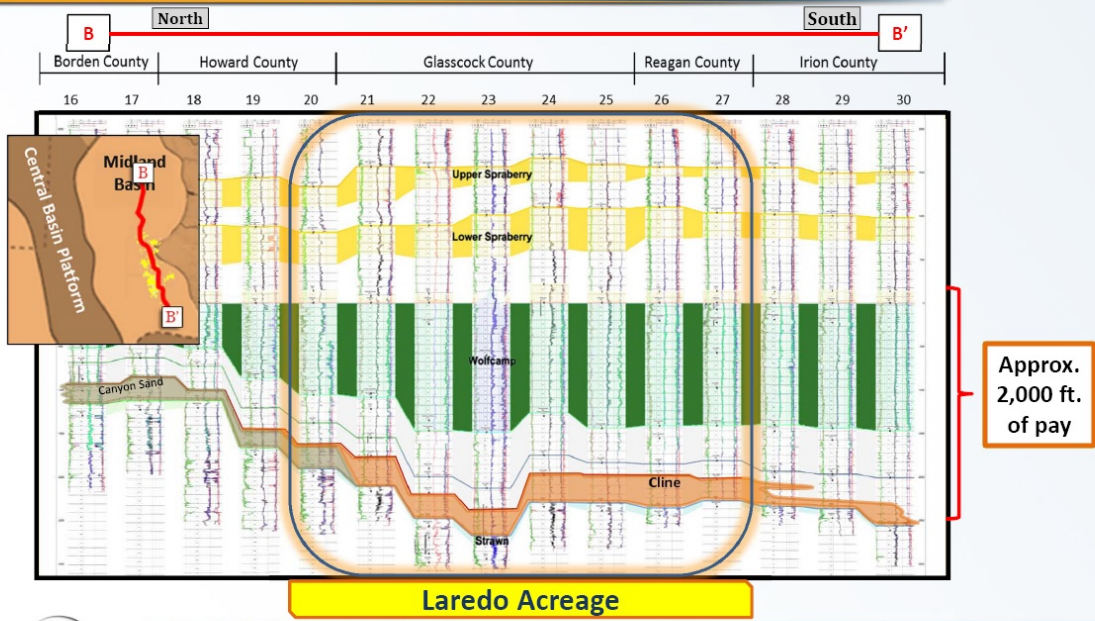 North
South
B
B’
Borden County
Howard County
Glasscock County
Reagan County
Irion County
16
17
18
19
20
21
22
23
24
25
26
27
28
29
30
Central Basin Platform
Midland
Basin
B
B’
Upper Spraberry
Lower Spraberry
Wolfcamp
Canyon Sand
Cline
Strawn
Approx.
2,000 ft.
of pay
Laredo Acreage